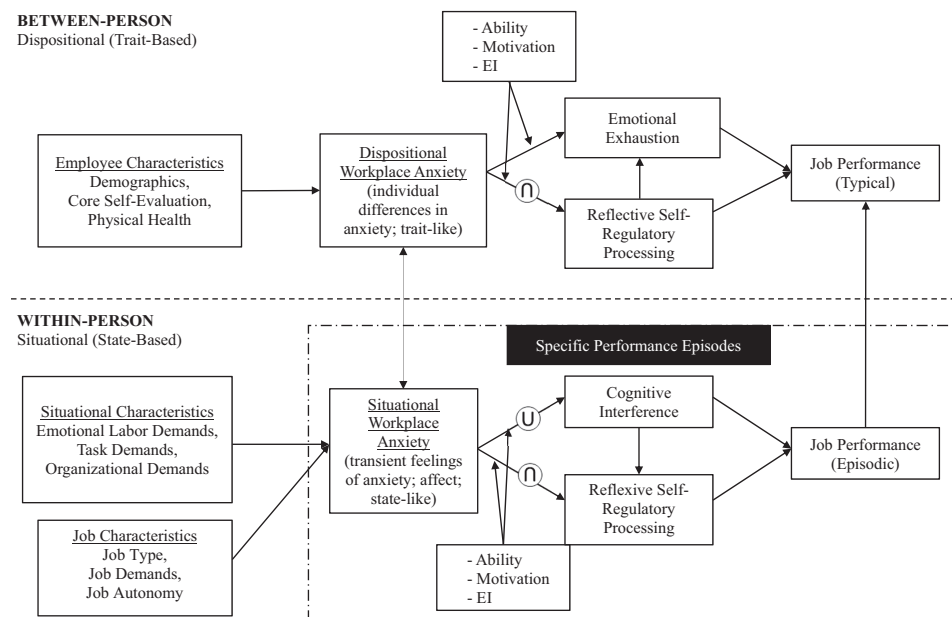 BETWEEN-PERSON
Dispositional (Trait-Based)
- Ability
- Motivation
- EI
Employee Characteristics
Demographics,
Core Self-Evaluation,
Physical Health
Dispositional
Workplace Anxiety
(individual
differences in
anxiety; trait-like)
∩
Emotional
Exhaustion
Reflective Self-
Regulatory
Processing
Job Performance
(Typical)
WITHIN-PERSON
Situational (State-Based)
Specific Performance Episodes
Situational Characteristics
Emotional Labor Demands,
Task Demands,
Organizational Demands
Job Characteristics
Job Type,
Job Demands,
Job Autonomy
Situational
Workplace
Anxiety
(transient feelings
of anxiety; affect;
state-like)
U
∩
- Ability
- Motivation
- EI
Cognitive
Interference
Reflexive Self-
Regulatory
Processing
Job Performance
(Episodic)